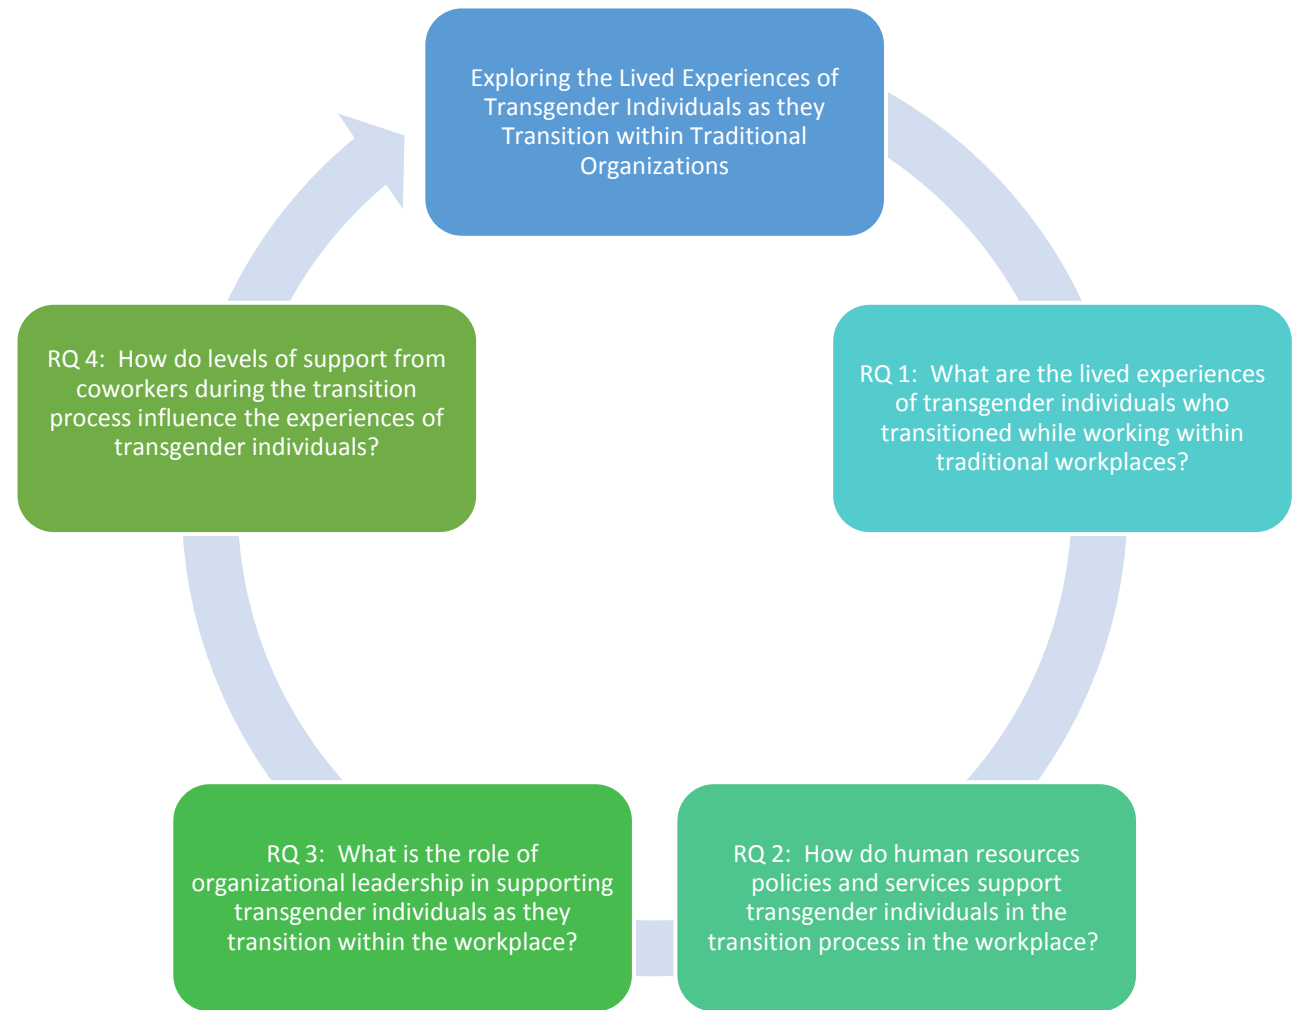 Exploring the Lived Experiences of
Transgender Individuals as they
Transition within Traditional
Organizations
RQ 1:  What are the lived experiences
of transgender individuals who
transitioned while working within
traditional workplaces?
RQ 2:  How do human resources
policies and services support
transgender individuals in the
transition process in the workplace?
RQ 3:  What is the role of
organizational leadership in supporting
transgender individuals as they
transition within the workplace?
RQ 4:  How do levels of support from
coworkers during the transition
process influence the experiences of
transgender individuals?